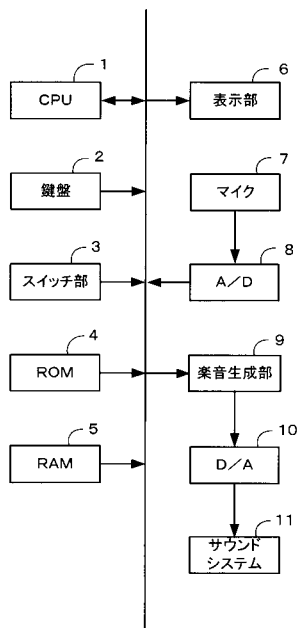 1
CPU
2
鍵盤
3
スイッチ部
4
ROM
5
RAM
6
表示部
7
マイク
8
A/D
9
楽音生成部
10
D/A
11
サウンド
システム